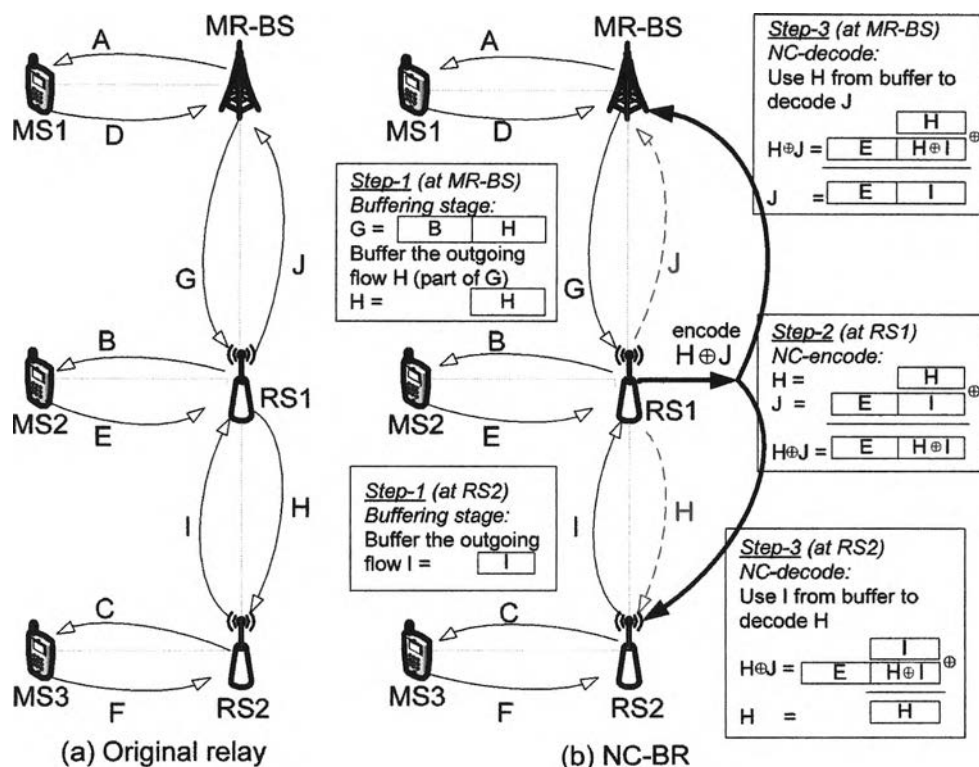 A
MR-BS
MS1
D
G
J
B
RS1
MS2
E
I
H
C
MS3
F
RS2
(a) Original relay
A
MR-BS
MS1
D
Step-1 (at MR-BS)
Buffering stage:
G = B H
Buffer the outgoing
flow H (part of G)
H = H
G
J
B
encode
H⊕J
RS1
MS2
E
Step-1 (at RS2)
Buffering stage:
Buffer the outgoing
flow I = I
I
H
C
MS3
F
RS2
(b) NC-BR
Step-3 (at MR-BS)
NC-decode:
Use H from buffer to
decode J
H
H⊕J = E H⊕I ⊕
J = E I
Step-2 (at RS1)
NC-encode:
H = H
J = E I ⊕
H⊕J = E H⊕I
Step-3 (at RS2)
NC-decode:
Use I from buffer to
decode H
I
H⊕J = E H⊕I ⊕
H = H